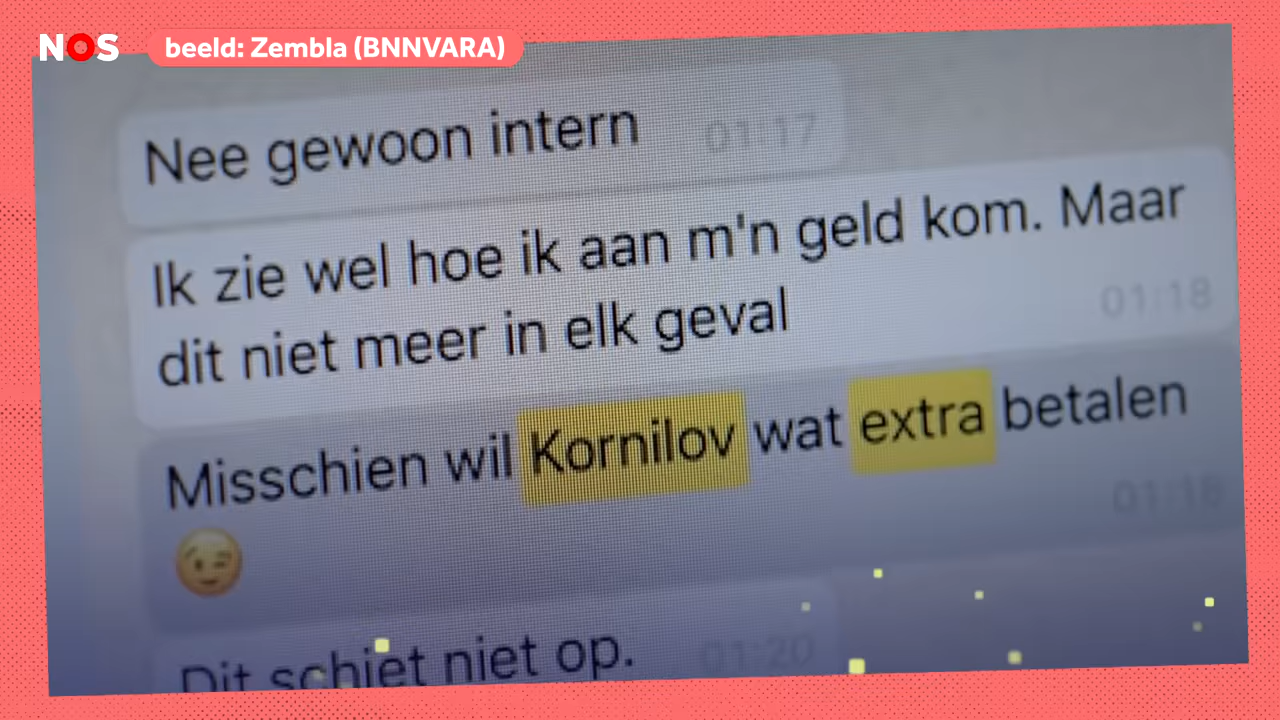 NOS
beeld: Zembla (BNNVARA)
Nee gewoon intern 01:17
Ik zie wel hoe ik aan m'n geld kom. Maar
dit niet meer in elk geval 01:18
Misschien wil Kornilov wat extra betalen
😉 01:18
Dit schiet niet op. 01:20